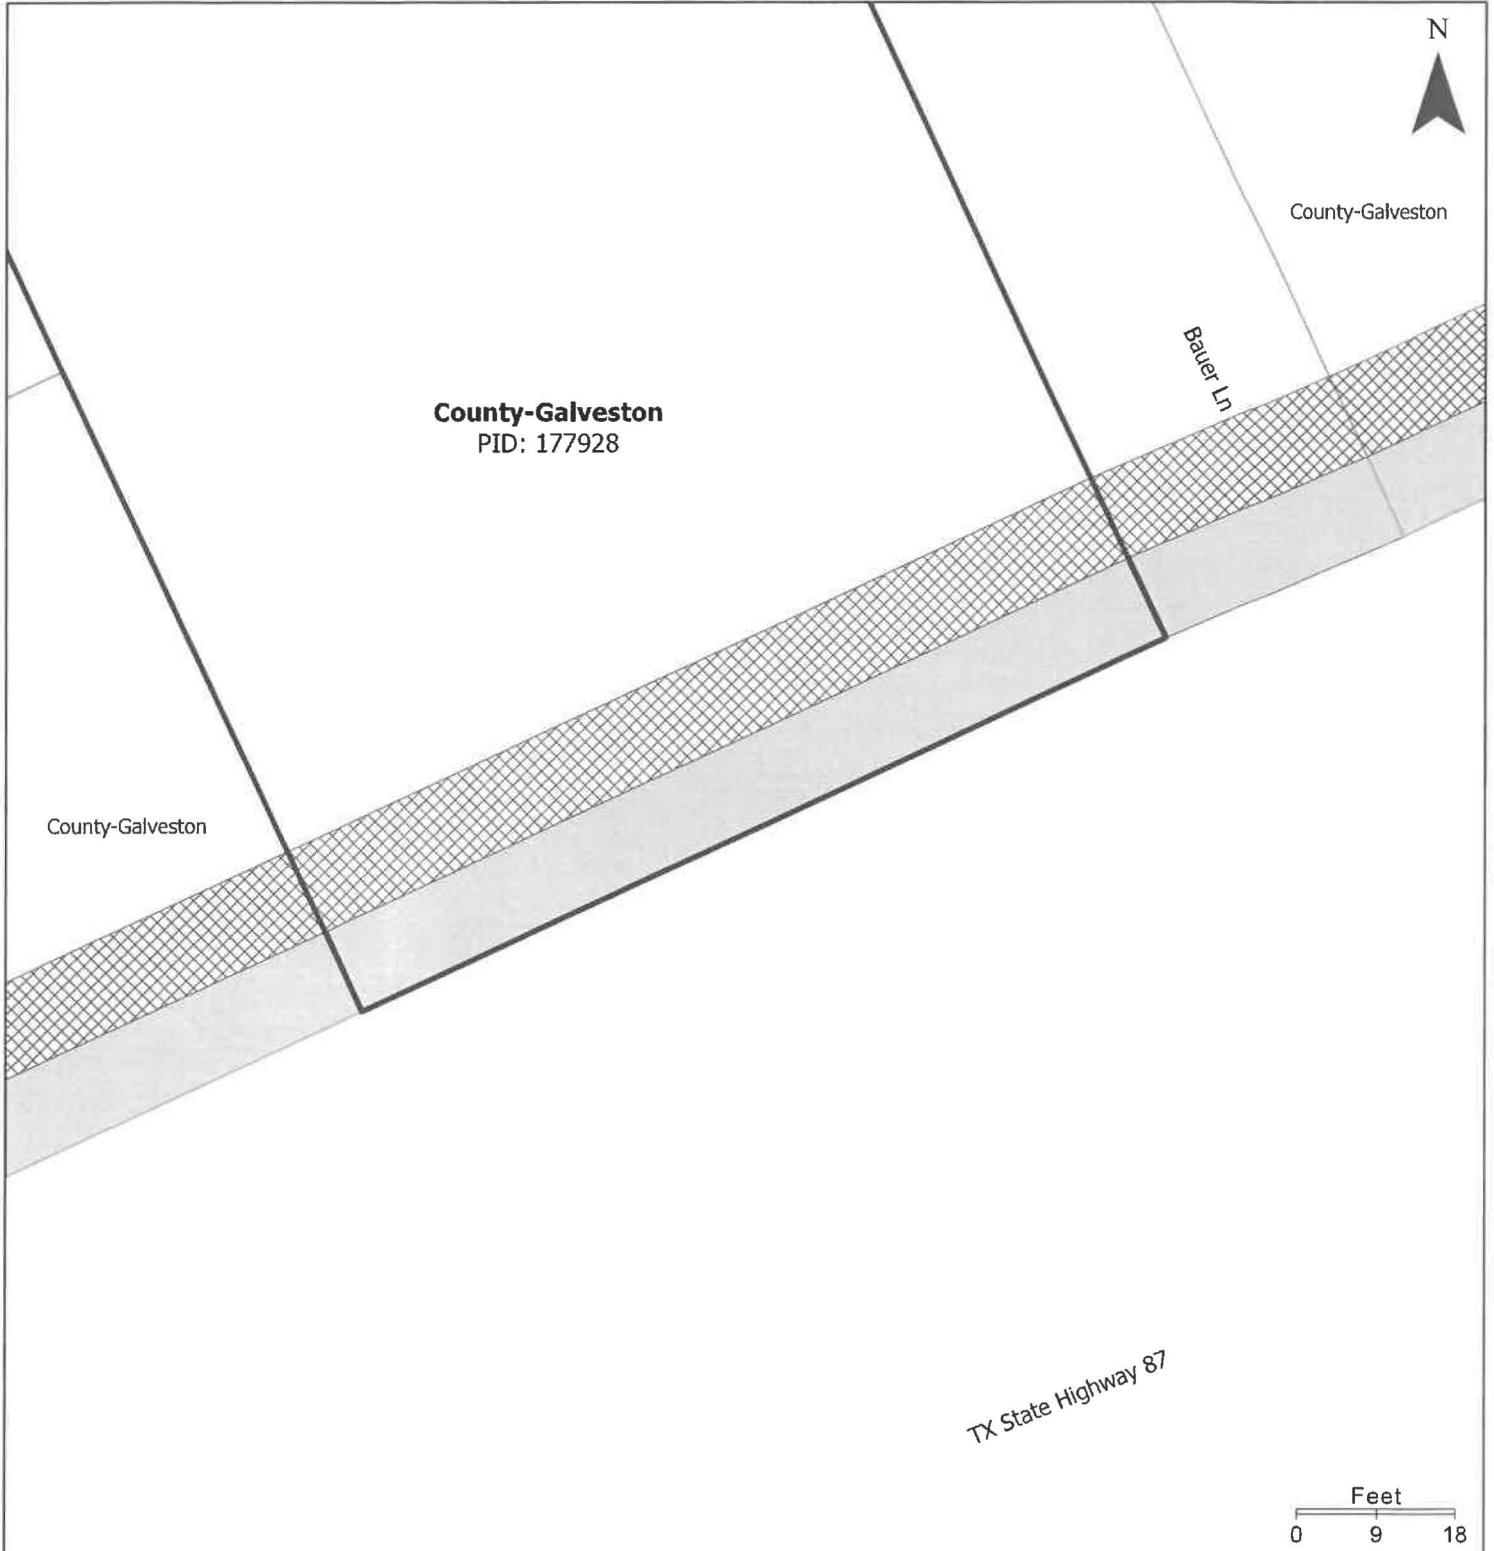 N
County-Galveston
Bauer Ln
County-Galveston
PID: 177928
County-Galveston
TX State Highway 87
Feet
0 9 18